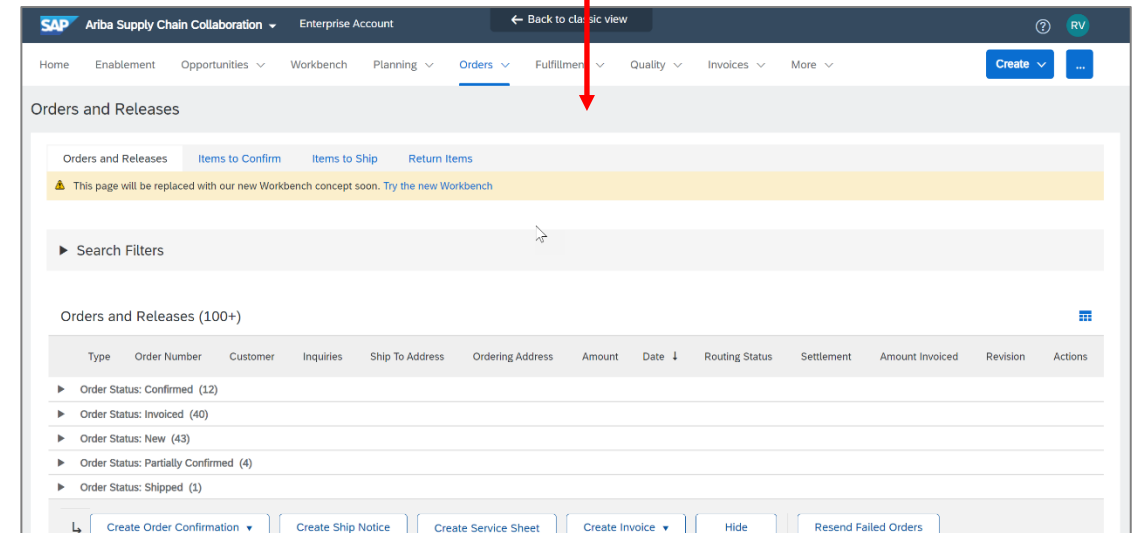 SAP Ariba Supply Chain Collaboration Enterprise Account ← Back to classic view ? RV
Home Enablement Opportunities Workbench Planning Orders Fulfillment Quality Invoices More Create ...
Orders and Releases
Orders and Releases Items to Confirm Items to Ship Return Items
This page will be replaced with our new Workbench concept soon. Try the new Workbench
Search Filters
Orders and Releases (100+)
Type Order Number Customer Inquiries Ship To Address Ordering Address Amount Date ↓ Routing Status Settlement Amount Invoiced Revision Actions
Order Status: Confirmed (12)
Order Status: Invoiced (40)
Order Status: New (43)
Order Status: Partially Confirmed (4)
Order Status: Shipped (1)
Create Order Confirmation Create Ship Notice Create Service Sheet Create Invoice Hide Resend Failed Orders